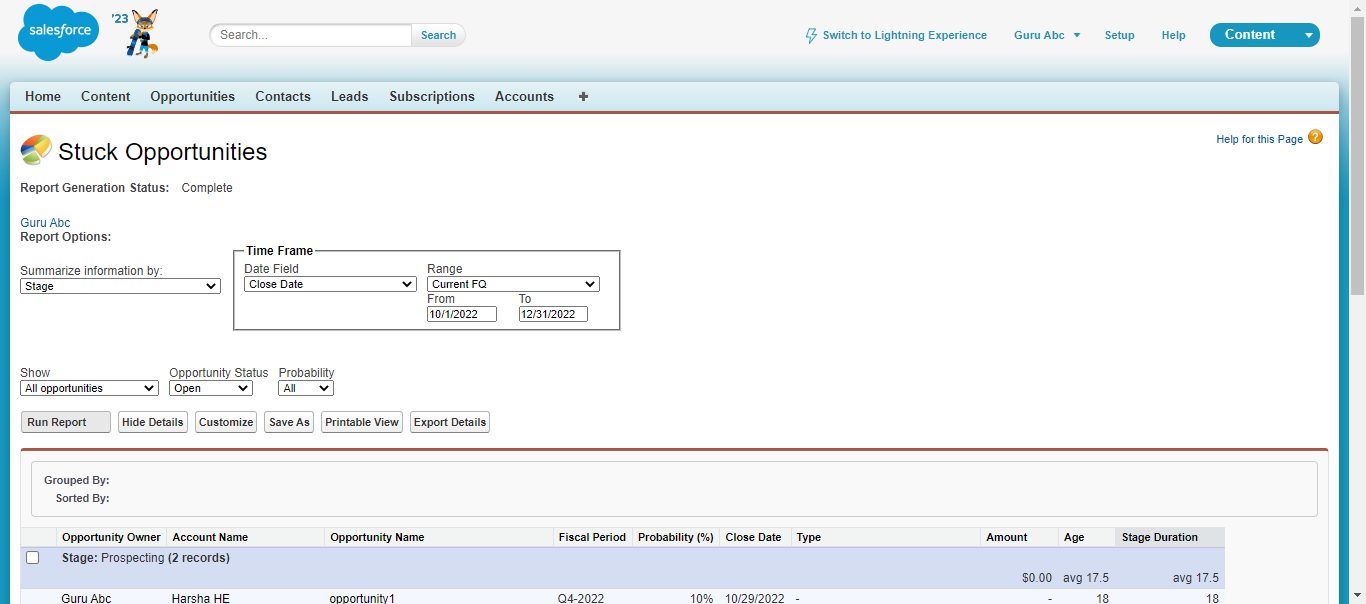 salesforce
'23
Search... Search
Switch to Lightning Experience Guru Abc Setup Help Content
Home Content Opportunities Contacts Leads Subscriptions Accounts +
Stuck Opportunities
Help for this Page ?
Report Generation Status: Complete
Guru Abc
Report Options:
Summarize information by:
Stage
Time Frame
Date Field Range
Close Date Current FQ
From To
10/1/2022 12/31/2022
Show Opportunity Status Probability
All opportunities Open All
Run Report Hide Details Customize Save As Printable View Export Details
Grouped By:
Sorted By:
Opportunity Owner Account Name Opportunity Name Fiscal Period Probability (%) Close Date Type Amount Age Stage Duration
Stage: Prospecting (2 records)
$0.00 avg 17.5 avg 17.5
Guru Abc Harsha HE opportunity1 Q4-2022 10% 10/29/2022 - - 18 18